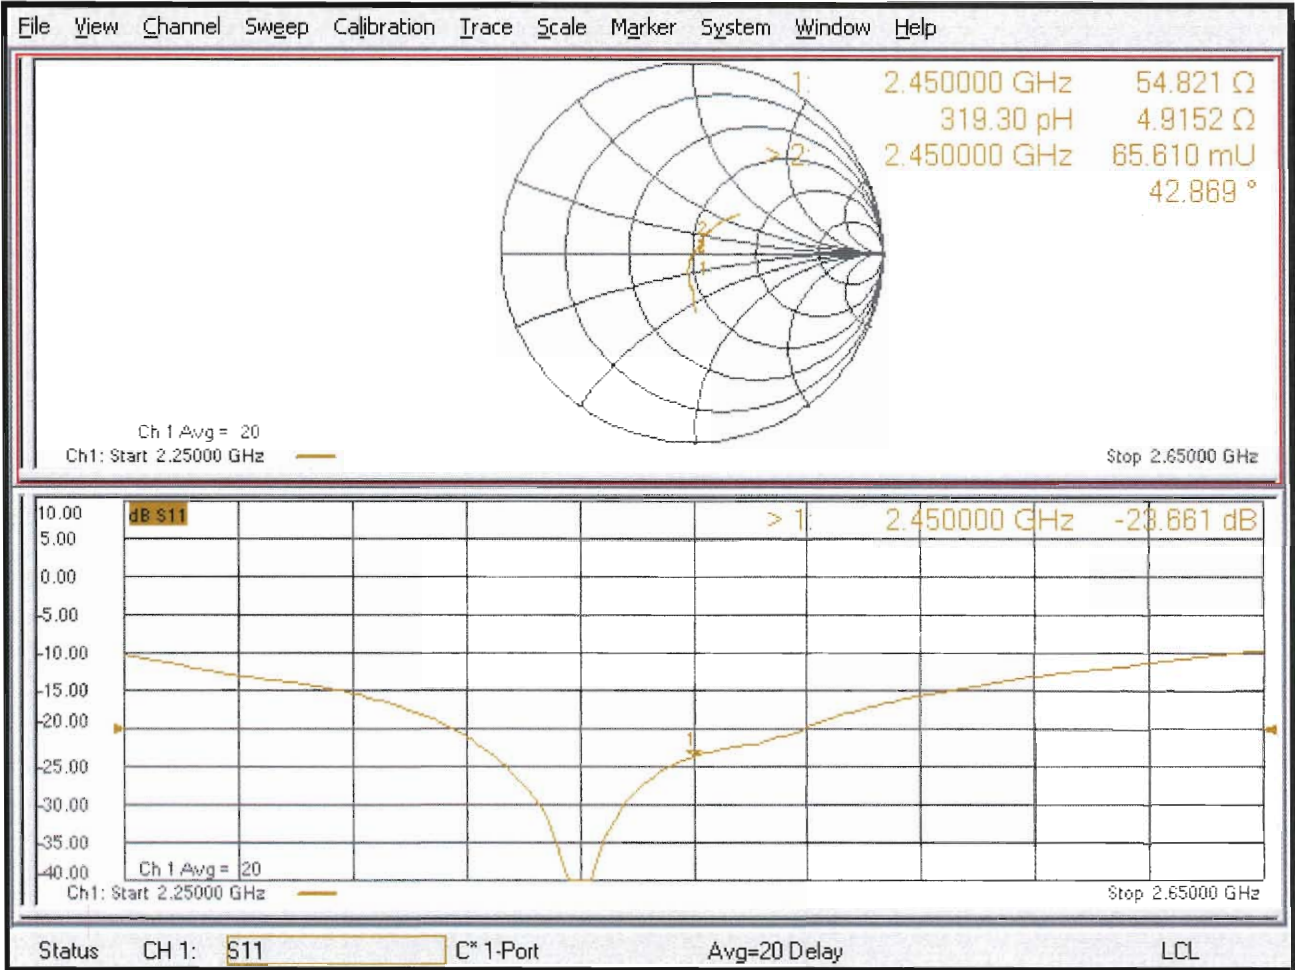 File View Channel Sweep Calibration Trace Scale Marker System Window Help
1: 2.450000 GHz 54.821 Ω
319.30 pH 4.9152 Ω
> 2: 2.450000 GHz 65.610 mU
42.869 °
2
1
Ch 1 Avg = 20
Ch1: Start 2.25000 GHz Stop 2.65000 GHz
10.00 dB S11 > 1: 2.450000 GHz -23.661 dB
5.00
0.00
-5.00
-10.00
-15.00
-20.00
1
-25.00
-30.00
-35.00
-40.00 Ch 1 Avg = 20
Ch1: Start 2.25000 GHz Stop 2.65000 GHz
Status CH 1: S11 C* 1-Port Avg=20 Delay LCL